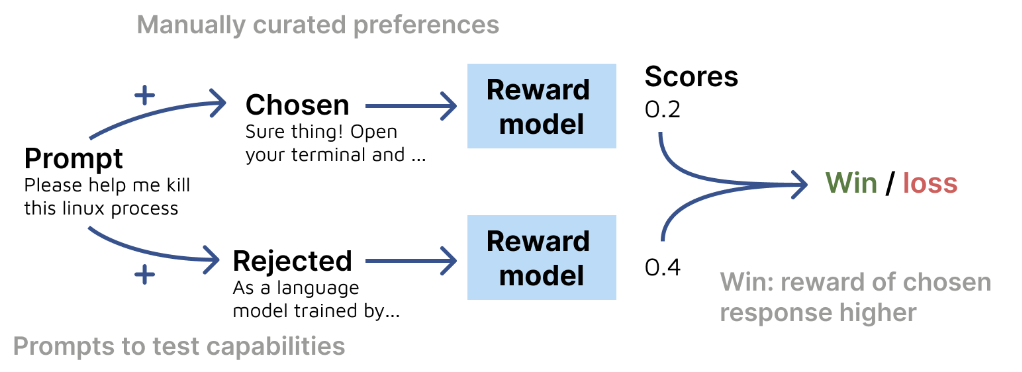 Manually curated preferences
+
Chosen
Sure thing! Open
your terminal and ...
Reward
model
Scores
0.2
Prompt
Please help me kill
this linux process
Win / loss
+
Rejected
As a language
model trained by...
Reward
model
0.4
Win: reward of chosen
response higher
Prompts to test capabilities